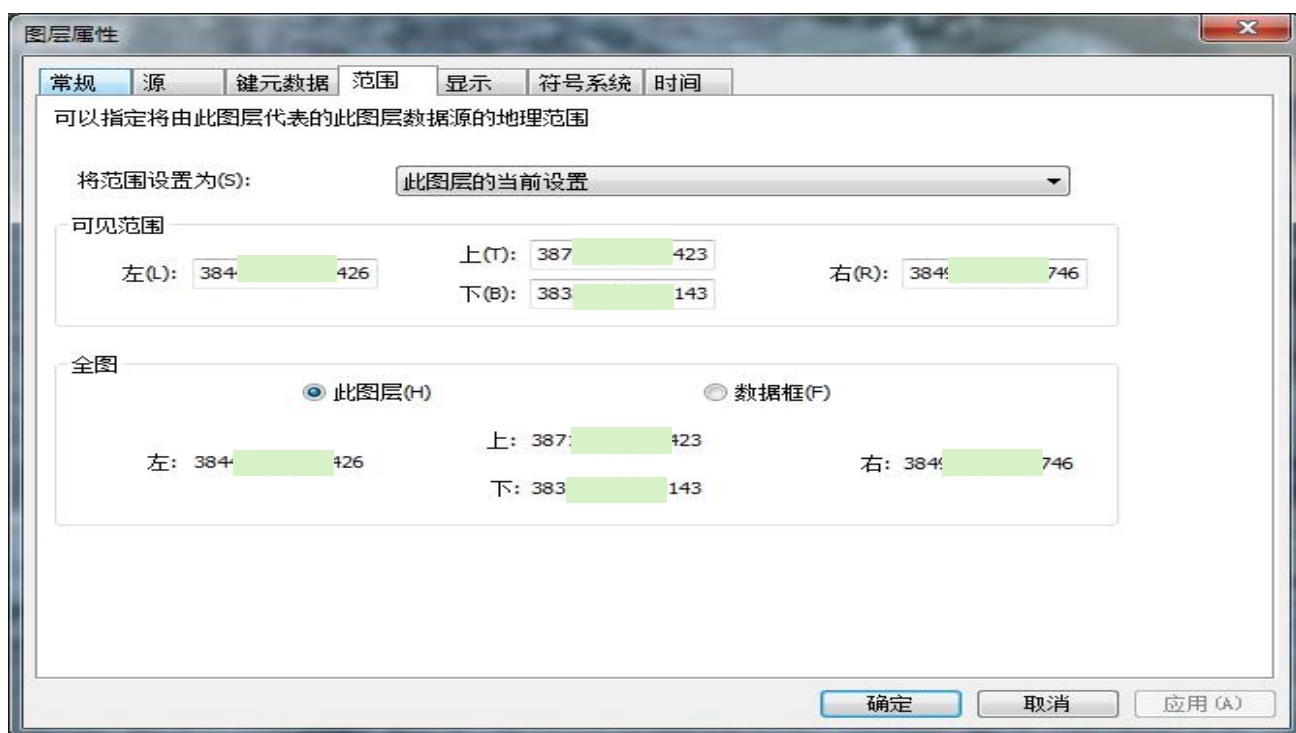 图层属性
常规 源 键元数据 范围 显示 符号系统 时间
可以指定将由此图层代表的此图层数据源的地理范围
将范围设置为(S): 此图层的当前设置
可见范围
上(T): 387 423
左(L): 384 426
右(R): 3849 746
下(B): 383 143
全图
此图层(H) 数据框(F)
上: 387 423
左: 384 426
右: 3849 746
下: 383 143
确定 取消 应用(A)